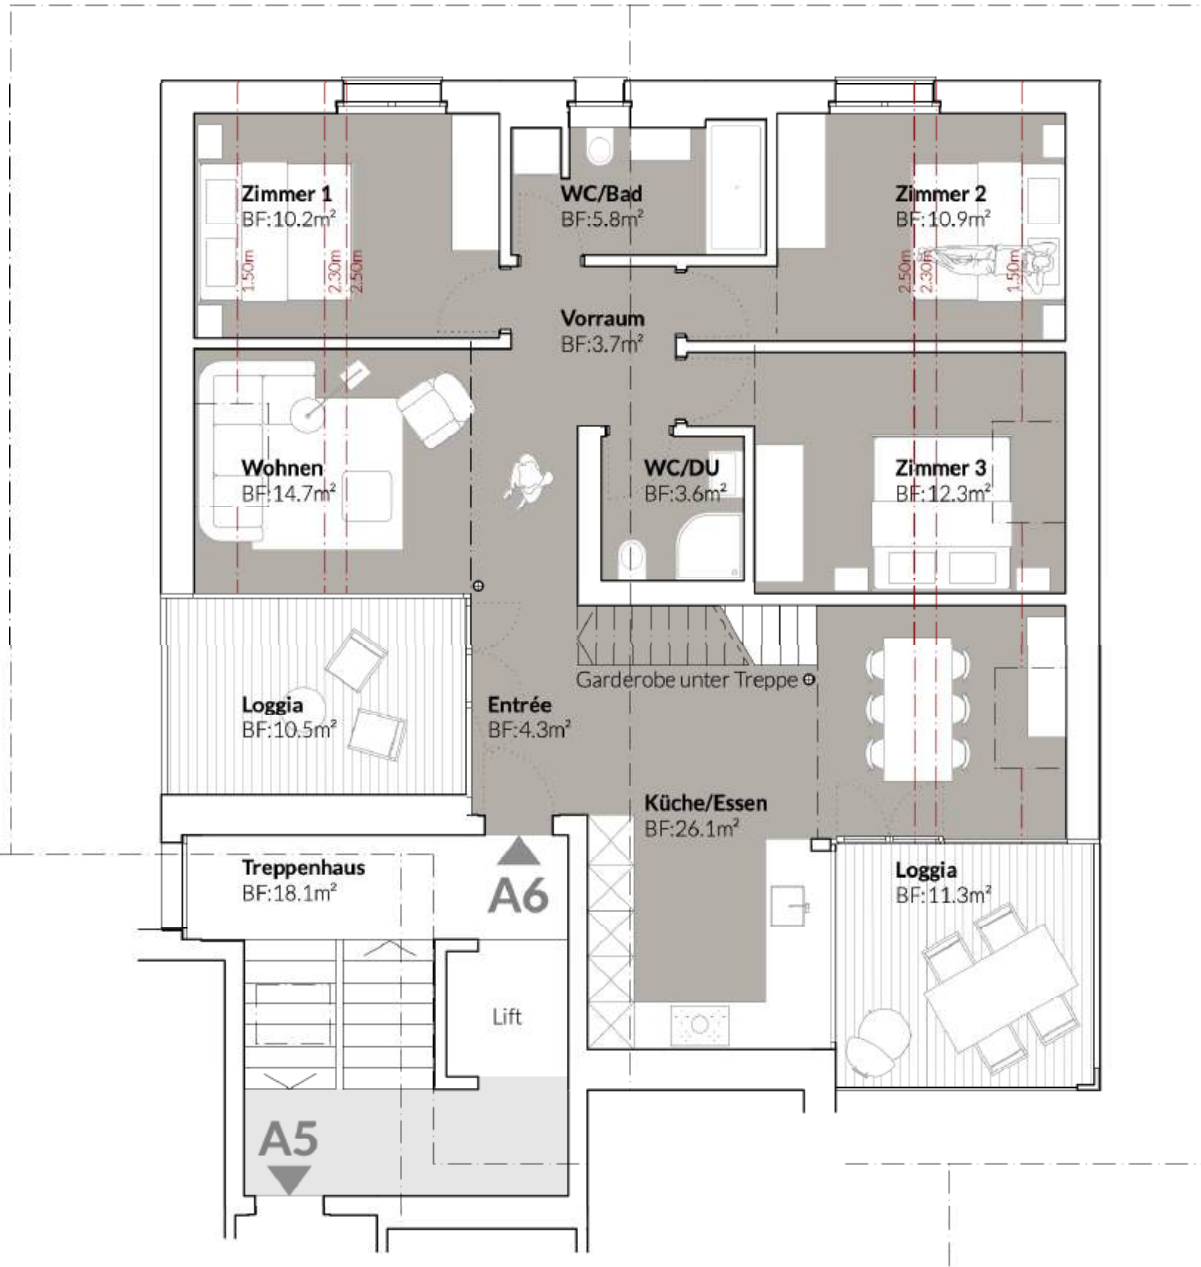 Zimmer 1
BF:10.2m²
WC/Bad
BF:5.8m²
Zimmer 2
BF:10.9m²
1.50m
2.30m
2.50m
2.50m
2.30m
1.50m
Vorraum
BF:3.7m²
Wohnen
BF:14.7m²
WC/DU
BF:3.6m²
Zimmer 3
BF:12.3m²
Garderobe unter Treppe
Loggia
BF:10.5m²
Entrée
BF:4.3m²
Küche/Essen
BF:26.1m²
Treppenhaus
BF:18.1m²
A6
Loggia
BF:11.3m²
Lift
A5